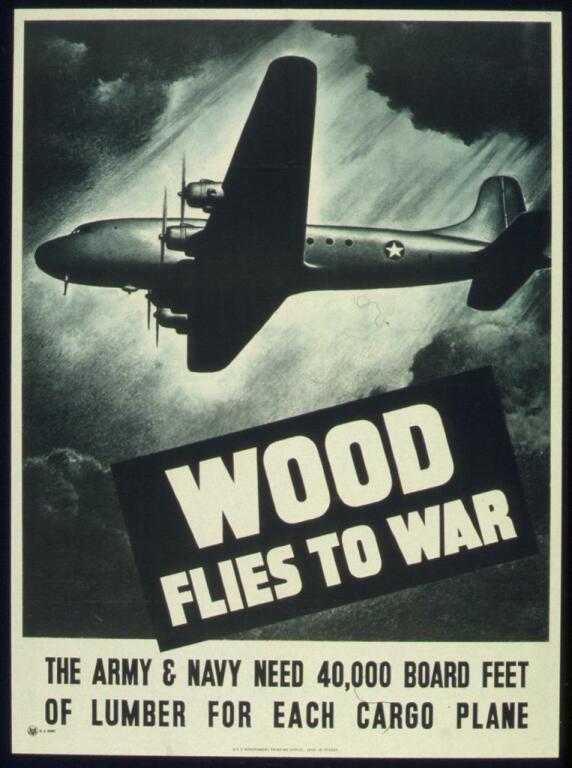 WOOD
FLIES TO WAR
THE ARMY & NAVY NEED 40,000 BOARD FEET
OF LUMBER FOR EACH CARGO PLANE